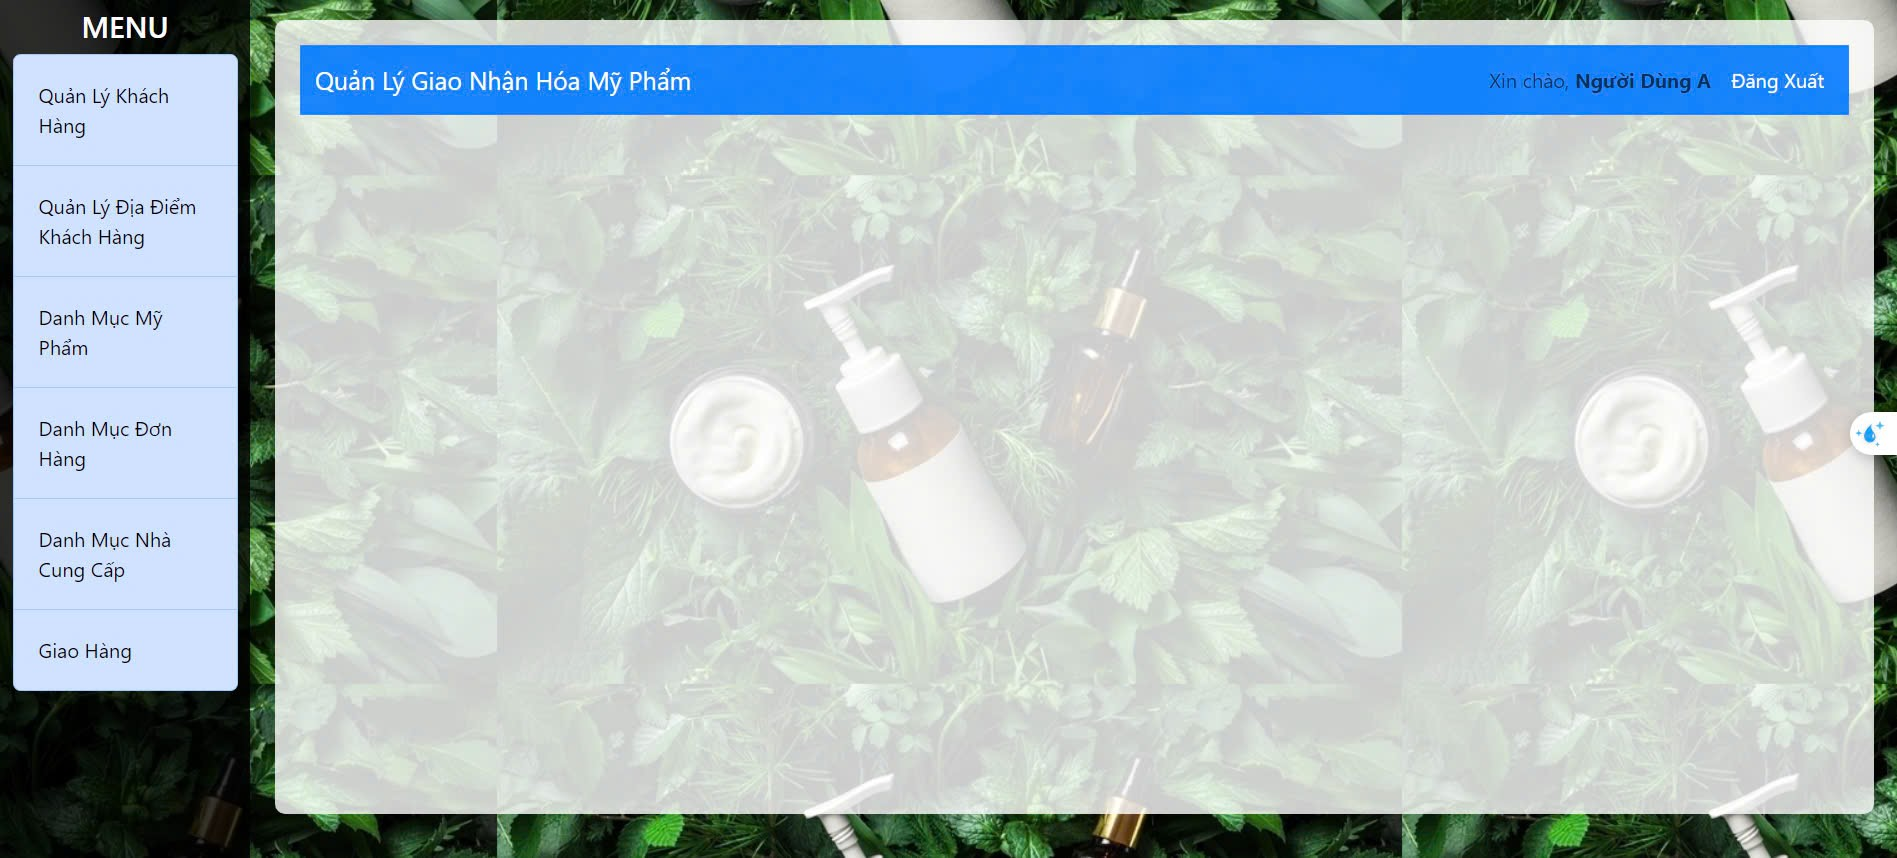 MENU
Quản Lý Khách
Hàng
Quản Lý Địa Điểm
Khách Hàng
Danh Mục Mỹ
Phẩm
Danh Mục Đơn
Hàng
Danh Mục Nhà
Cung Cấp
Giao Hàng
Quản Lý Giao Nhận Hóa Mỹ Phẩm
Xin chào, Người Dùng A Đăng Xuất